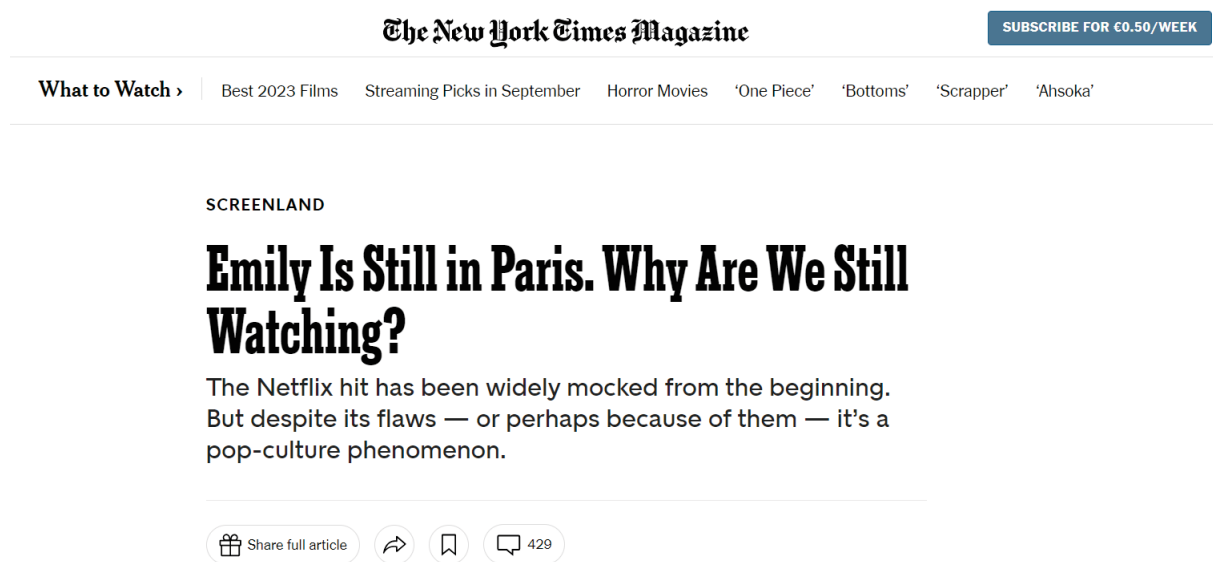 The New York Times Magazine
SUBSCRIBE FOR €0.50/WEEK
What to Watch › Best 2023 Films Streaming Picks in September Horror Movies ‘One Piece’ ‘Bottoms’ ‘Scrapper’ ‘Ahsoka’
SCREENLAND
Emily Is Still in Paris. Why Are We Still
Watching?
The Netflix hit has been widely mocked from the beginning.
But despite its flaws — or perhaps because of them — it’s a
pop-culture phenomenon.
Share full article 429